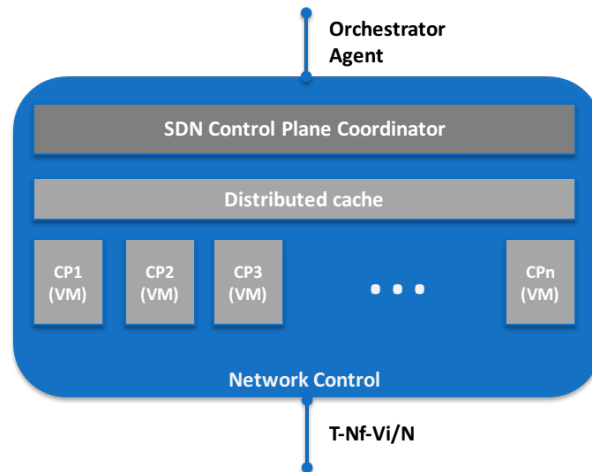 Orchestrator
Agent
SDN Control Plane Coordinator
Distributed cache
CP1
(VM)
CP2
(VM)
CP3
(VM)
...
CPn
(VM)
Network Control
T-Nf-Vi/N